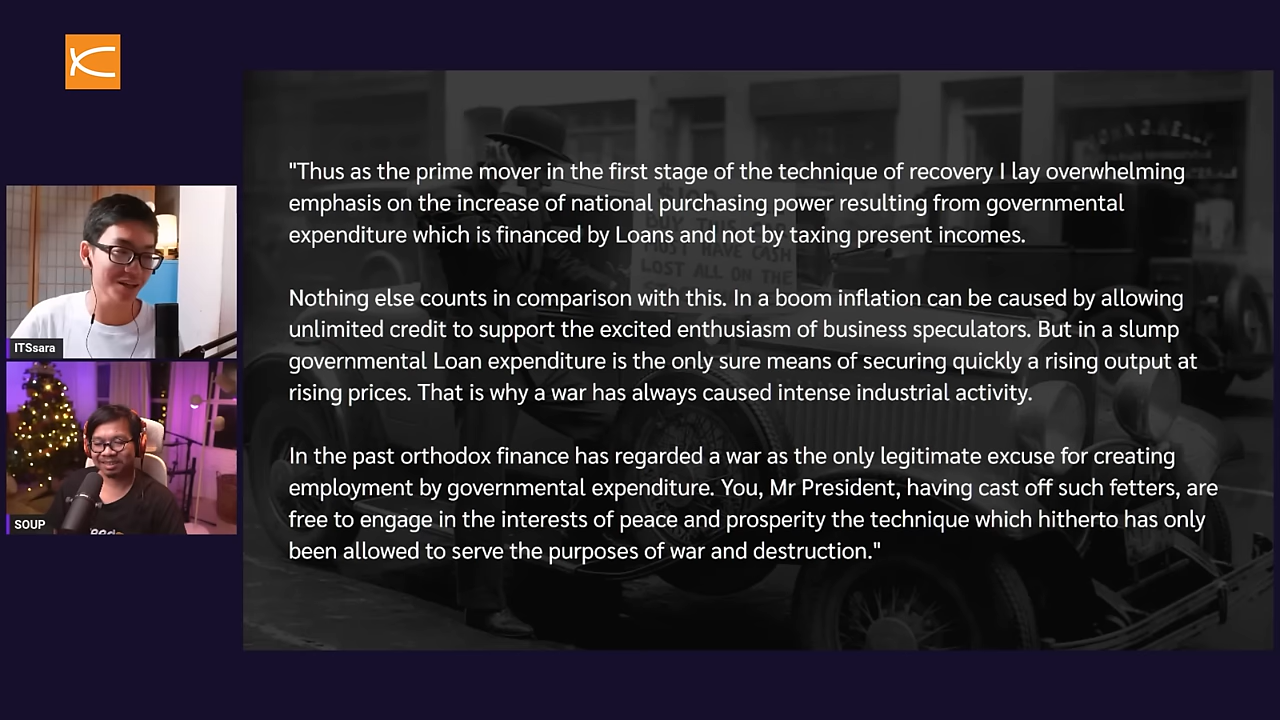 "Thus as the prime mover in the first stage of the technique of recovery I lay overwhelming
emphasis on the increase of national purchasing power resulting from governmental
expenditure which is financed by Loans and not by taxing present incomes.
Nothing else counts in comparison with this. In a boom inflation can be caused by allowing
unlimited credit to support the excited enthusiasm of business speculators. But in a slump
governmental Loan expenditure is the only sure means of securing quickly a rising output at
rising prices. That is why a war has always caused intense industrial activity.
In the past orthodox finance has regarded a war as the only legitimate excuse for creating
employment by governmental expenditure. You, Mr President, having cast off such fetters, are
free to engage in the interests of peace and prosperity the technique which hitherto has only
been allowed to serve the purposes of war and destruction."
ITSsara
SOUP
HAVE CASH
LOST ALL ON THE